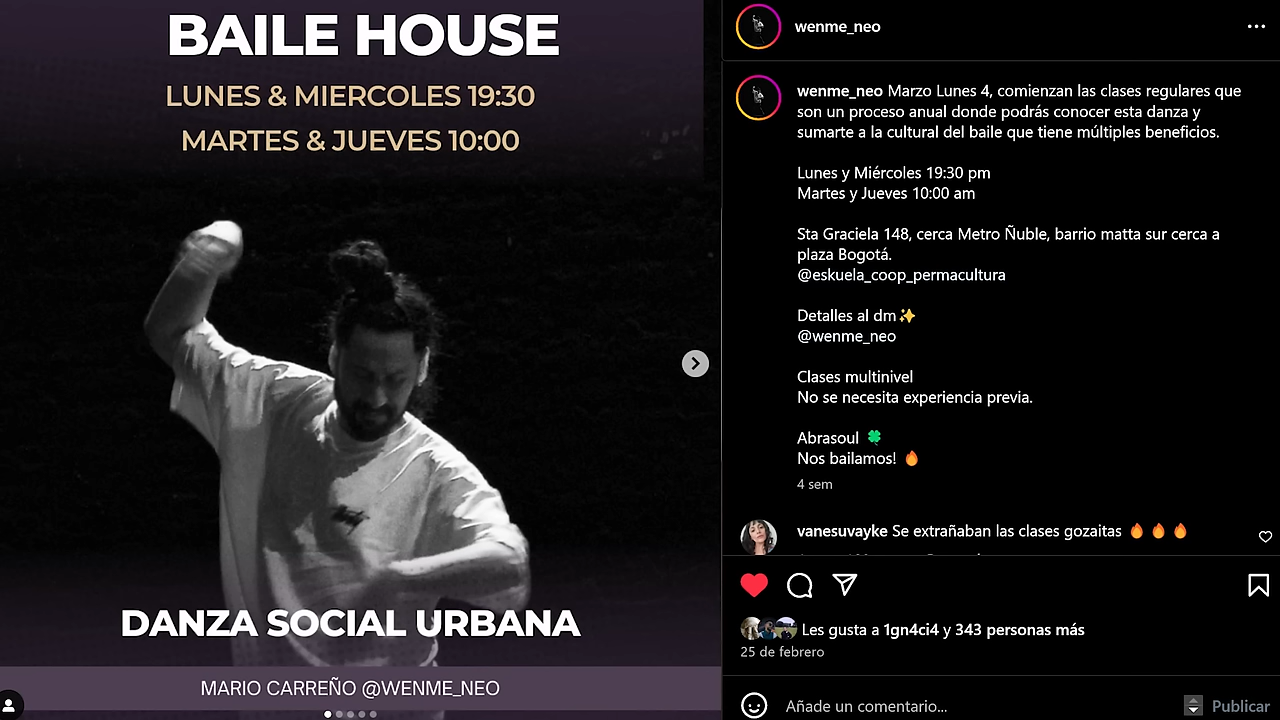 BAILE HOUSE
LUNES & MIERCOLES 19:30
MARTES & JUEVES 10:00
DANZA SOCIAL URBANA
MARIO CARREÑO @WENME_NEO
wenme_neo
wenme_neo Marzo Lunes 4, comienzan las clases regulares que
son un proceso anual donde podrás conocer esta danza y
sumarte a la cultural del baile que tiene múltiples beneficios.
Lunes y Miércoles 19:30 pm
Martes y Jueves 10:00 am
Sta Graciela 148, cerca Metro Ñuble, barrio matta sur cerca a
plaza Bogotá.
@eskuela_coop_permacultura
Detalles al dm✨
@wenme_neo
Clases multinivel
No se necesita experiencia previa.
Abrasoul 🍀
Nos bailamos! 🔥
4 sem
vanesuvayke Se extrañaban las clases gozaitas 🔥🔥🔥
Les gusta a 1gn4ci4 y 343 personas más
25 de febrero
Añade un comentario...
Publicar